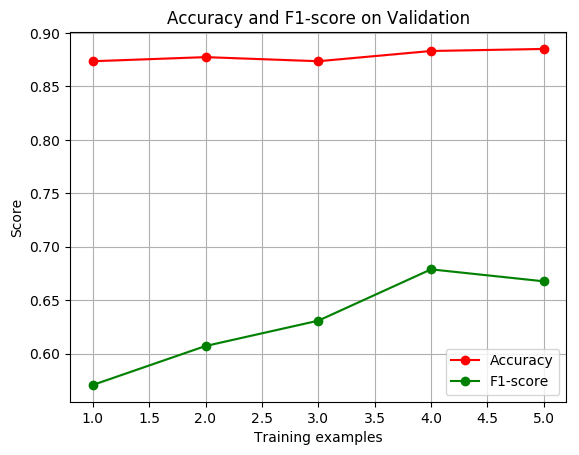 Accuracy and F1-score on Validation
0.90
0.85
0.80
0.75
0.70
0.65
0.60
Score
Accuracy
F1-score
1.0 1.5 2.0 2.5 3.0 3.5 4.0 4.5 5.0
Training examples